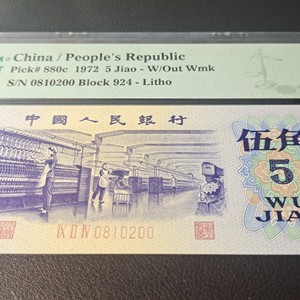 China / People's Republic
Pick# 880c 1972 5 Jiao - W/Out Wmk
S/N 0810200 Block 924 - Litho
中國人民銀行
伍角
5
WU
JIAO
0810200